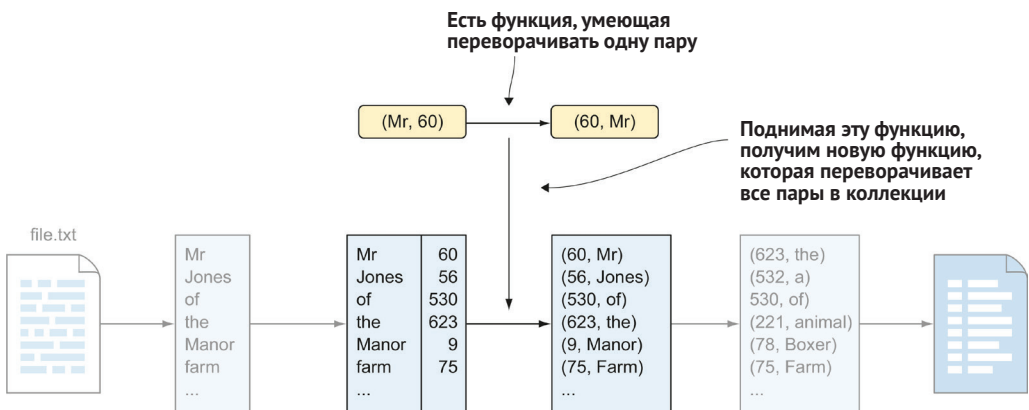 Есть функция, умеющая
переворачивать одну пару
(Mr, 60)
(60, Mr)
Поднимая эту функцию,
получим новую функцию,
которая переворачивает
все пары в коллекции
file.txt
Mr
Jones
of
the
Manor
farm
...
Mr 60
Jones 56
of 530
the 623
Manor 9
farm 75
...
(60, Mr)
(56, Jones)
(530, of)
(623, the)
(9, Manor)
(75, Farm)
...
(623, the)
(532, a)
530, of)
(221, animal)
(78, Boxer)
(75, Farm)
...